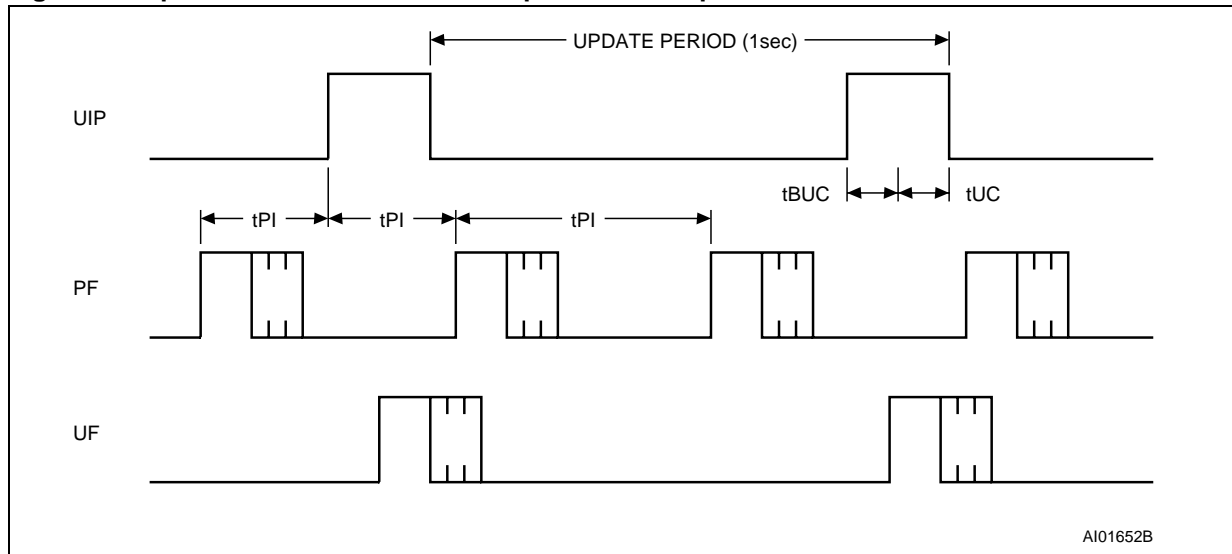 UPDATE PERIOD (1sec)
UIP
tBUC
tUC
tPI
tPI
tPI
PF
UF
AI01652B